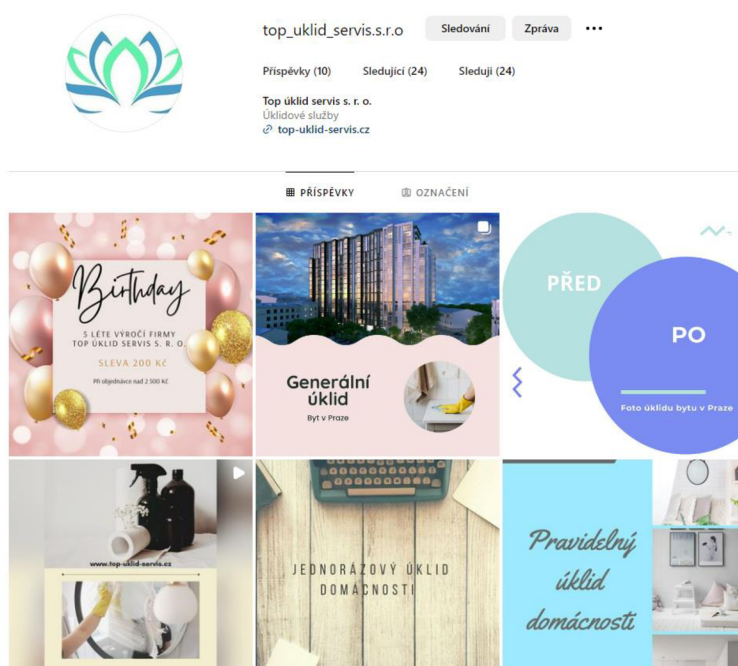 top_uklid_servis.s.r.o
Sledování
Zpráva
Příspěvky (10)
Sledující (24)
Sleduji (24)
Top úklid servis s. r. o.
Úklidové služby
top-uklid-servis.cz
PŘÍSPĚVKY
OZNAČENÍ
Birthday
5 LÉTE VÝROČÍ FIRMY
TOP ÚKLID SERVIS S. R. O.
SLEVA 200 Kč
Při objednávce nad 2 500 Kč
Generální
úklid
Byt v Praze
PŘED
PO
Foto úklidu bytu v Praze
www.top-uklid-servis.cz
JEDNORÁZOVÝ ÚKLID
DOMÁCNOSTI
Pravidelný
úklid
domácnosti